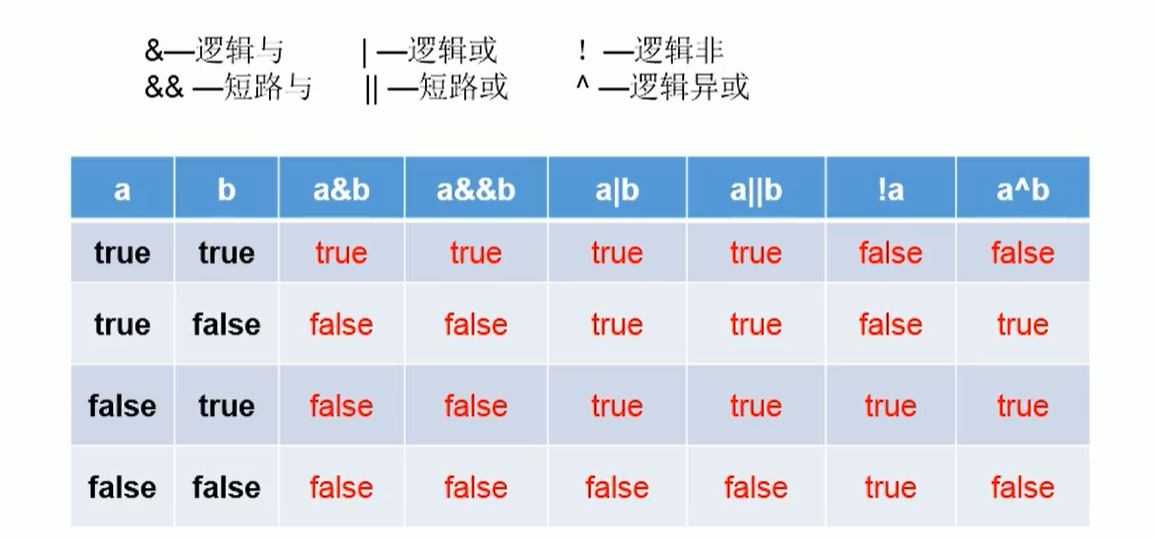 &—逻辑与 | —逻辑或 ! —逻辑非
&& —短路与 || —短路或 ^ —逻辑异或
a b a&b a&&b a|b a||b !a a^b
true true true true true true false false
true false false false true true false true
false true false false true true true true
false false false false false false true false